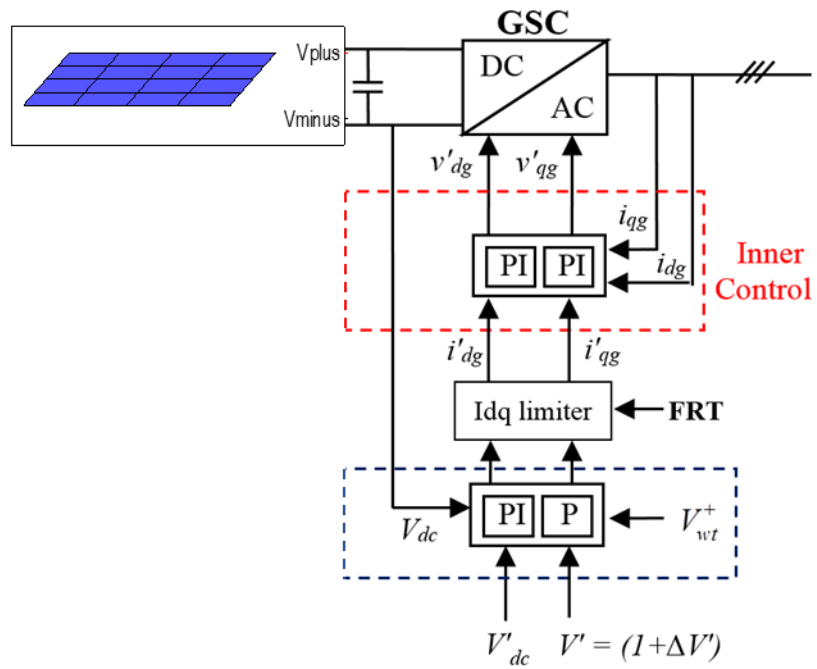 GSC
Vplus
DC
AC
Vminus
v'dg
v'qg
iqg
PI
PI
idg
Inner
Control
i'dg
i'qg
Idq limiter
FRT
PI
P
Vdc
V+wt
V'dc
V' = (1+ΔV')